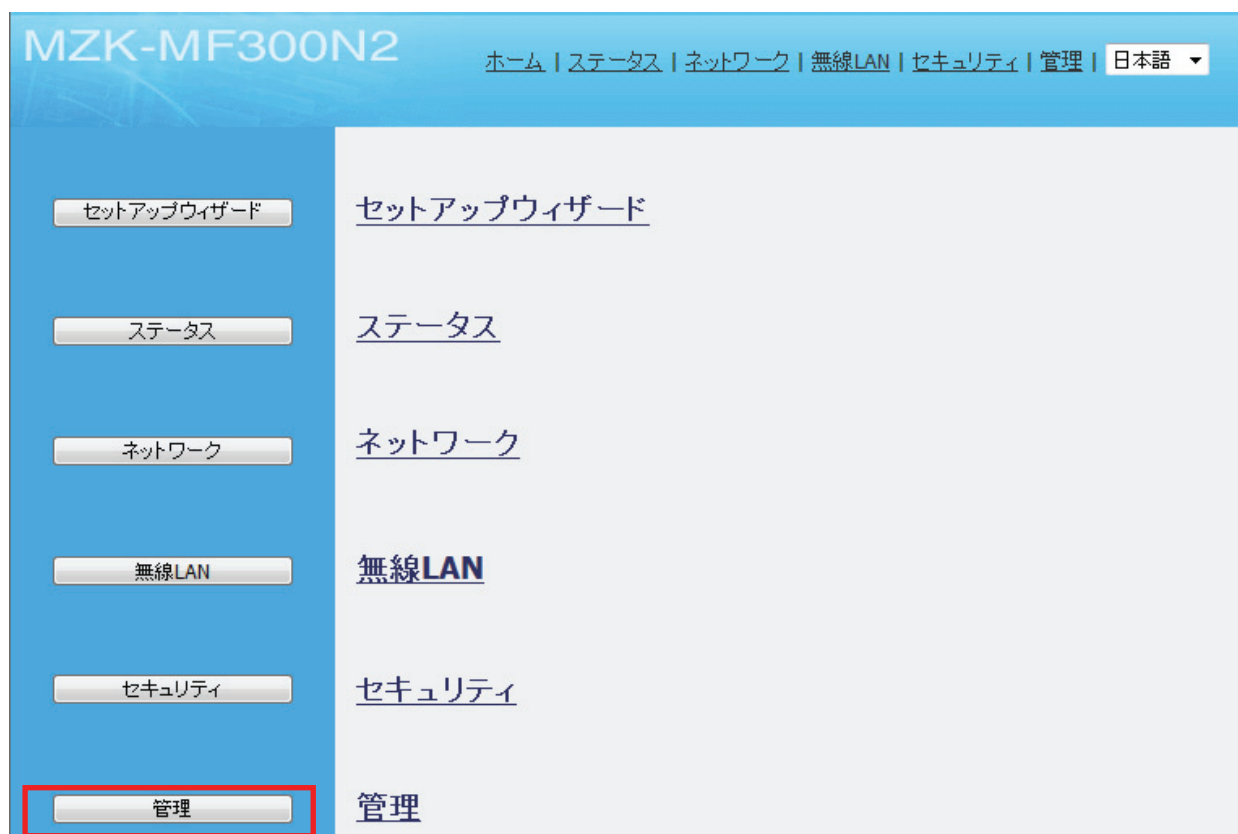 MZK-MF300N2
ホーム | ステータス | ネットワーク | 無線LAN | セキュリティ | 管理 | 日本語
セットアップウィザード セットアップウィザード
ステータス ステータス
ネットワーク ネットワーク
無線LAN 無線LAN
セキュリティ セキュリティ
管理 管理